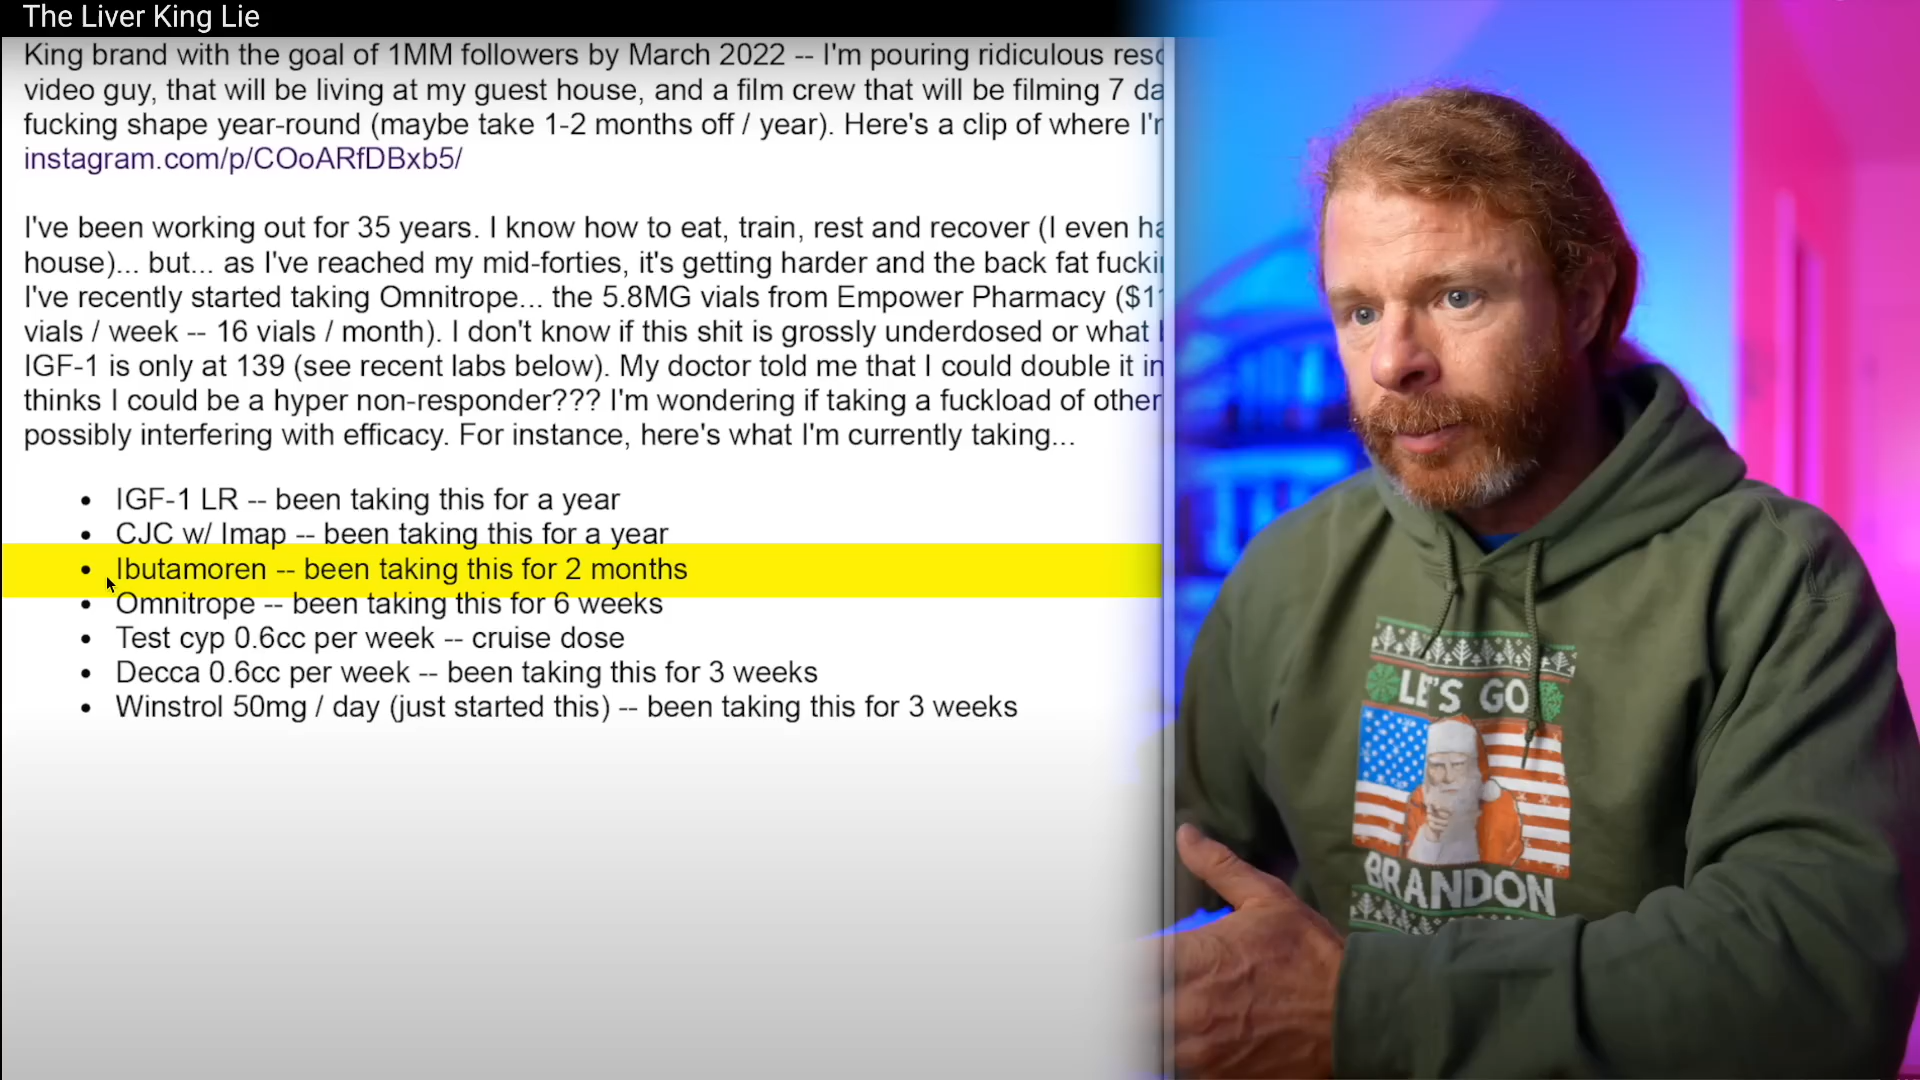 The Liver King Lie
King brand with the goal of 1MM followers by March 2022 -- I'm pouring ridiculous
video guy, that will be living at my guest house, and a film crew that will be filming 7
fucking shape year-round (maybe take 1-2 months off / year). Here's a clip of where
instagram.com/p/COoARfDBxb5/
I've been working out for 35 years. I know how to eat, train, rest and recover (I even
house)... but... as I've reached my mid-forties, it's getting harder and the back fat
I've recently started taking Omnitrope... the 5.8MG vials from Empower Pharmacy
vials / week -- 16 vials / month). I don't know if this shit is grossly underdosed or what
IGF-1 is only at 139 (see recent labs below). My doctor told me that I could double it in
thinks I could be a hyper non-responder??? I'm wondering if taking a fuckload of other
possibly interfering with efficacy. For instance, here's what I'm currently taking...
• IGF-1 LR -- been taking this for a year
• CJC w/ Imap -- been taking this for a year
• Ibutamoren -- been taking this for 2 months
• Omnitrope -- been taking this for 6 weeks
• Test cyp 0.6cc per week -- cruise dose
• Decca 0.6cc per week -- been taking this for 3 weeks
• Winstrol 50mg / day (just started this) -- been taking this for 3 weeks
LET'S GO
BRANDON